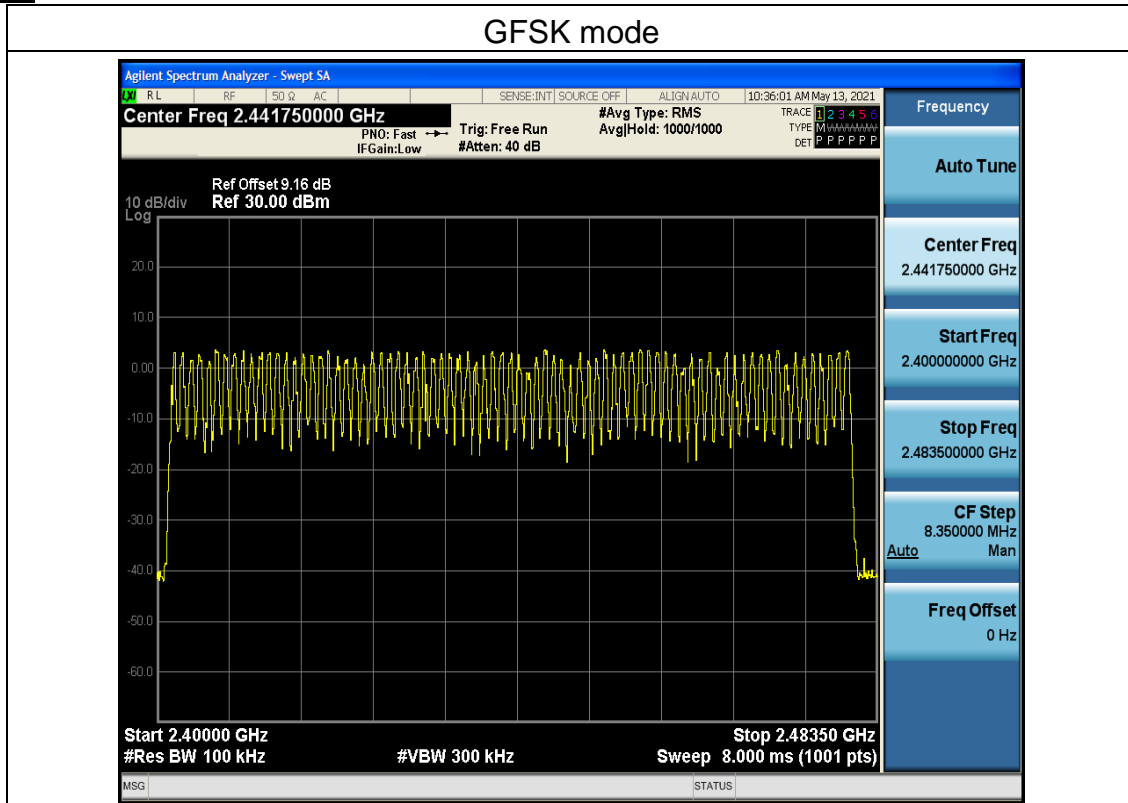 GFSK mode
Agilent Spectrum Analyzer - Swept SA
LXI RL RF 50 Ω AC SENSE:INT SOURCE OFF ALIGN AUTO 10:36:01 AM May 13, 2021
Center Freq 2.441750000 GHz #Avg Type: RMS TRACE 1 2 3 4 5 6
PNO: Fast Trig: Free Run Avg|Hold: 1000/1000 TYPE M
IFGain:Low #Atten: 40 dB DET P P P P P P
Ref Offset 9.16 dB
10 dB/div Ref 30.00 dBm
Log
20.0
10.0
0.00
-10.0
-20.0
-30.0
-40.0
-50.0
-60.0
Start 2.40000 GHz Stop 2.48350 GHz
#Res BW 100 kHz #VBW 300 kHz Sweep 8.000 ms (1001 pts)
MSG STATUS
Frequency
Auto Tune
Center Freq
2.441750000 GHz
Start Freq
2.400000000 GHz
Stop Freq
2.483500000 GHz
CF Step
8.350000 MHz
Auto Man
Freq Offset
0 Hz